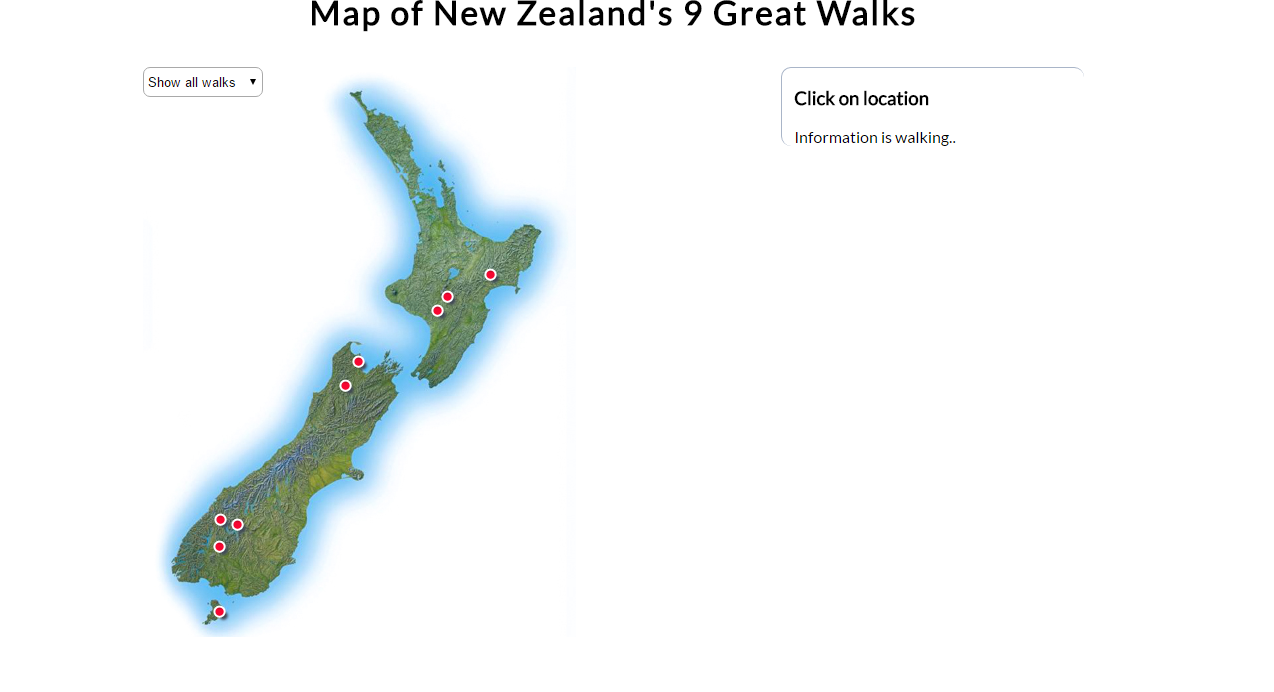 Map of New Zealand's 9 Great Walks
Show all walks
Click on location
Information is walking..